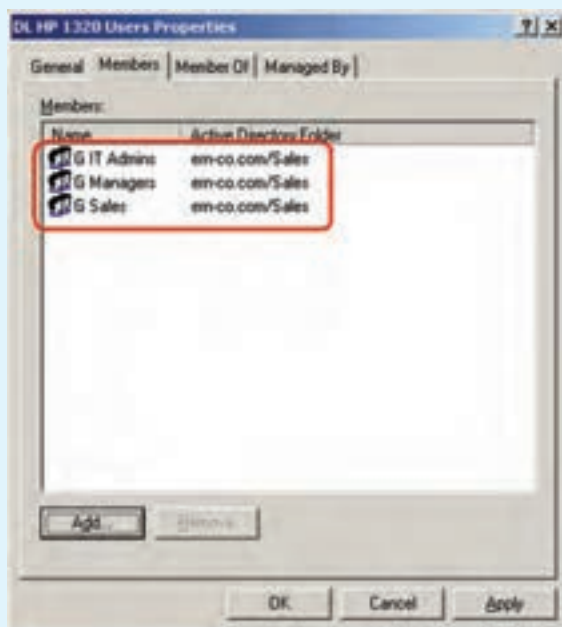 DL HP 1320 Users Properties
General Members Member Of Managed By
Members:
Name Active Directory Folder
G IT Admins em-co.com/Sales
G Managers em-co.com/Sales
G Sales em-co.com/Sales
Add... Remove
OK Cancel Apply